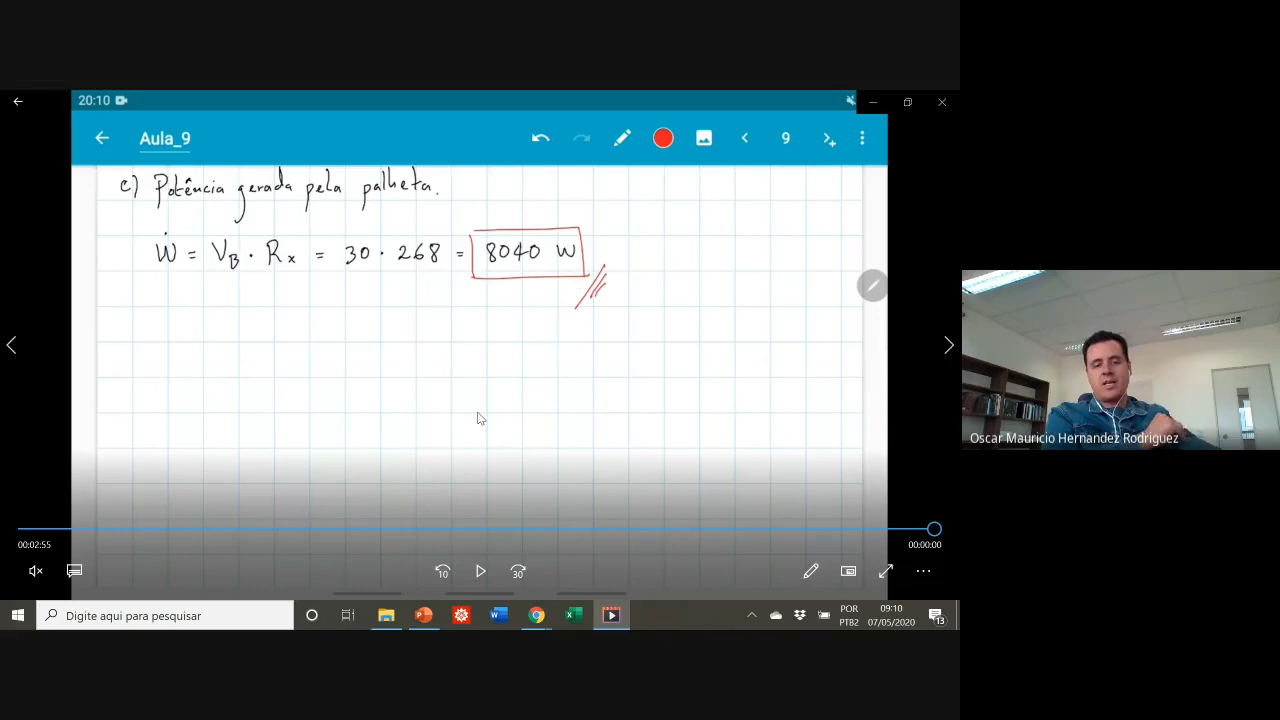 20:10
Aula_9
9
c) Potência gerada pela palheta.
Ẇ = V_B · R_x = 30 · 268 = 8040 W
Oscar Mauricio Hernandez Rodriguez
00:02:55
00:00:00
10
30
Digite aqui para pesquisar
POR
PTB2
09:10
07/05/2020
13